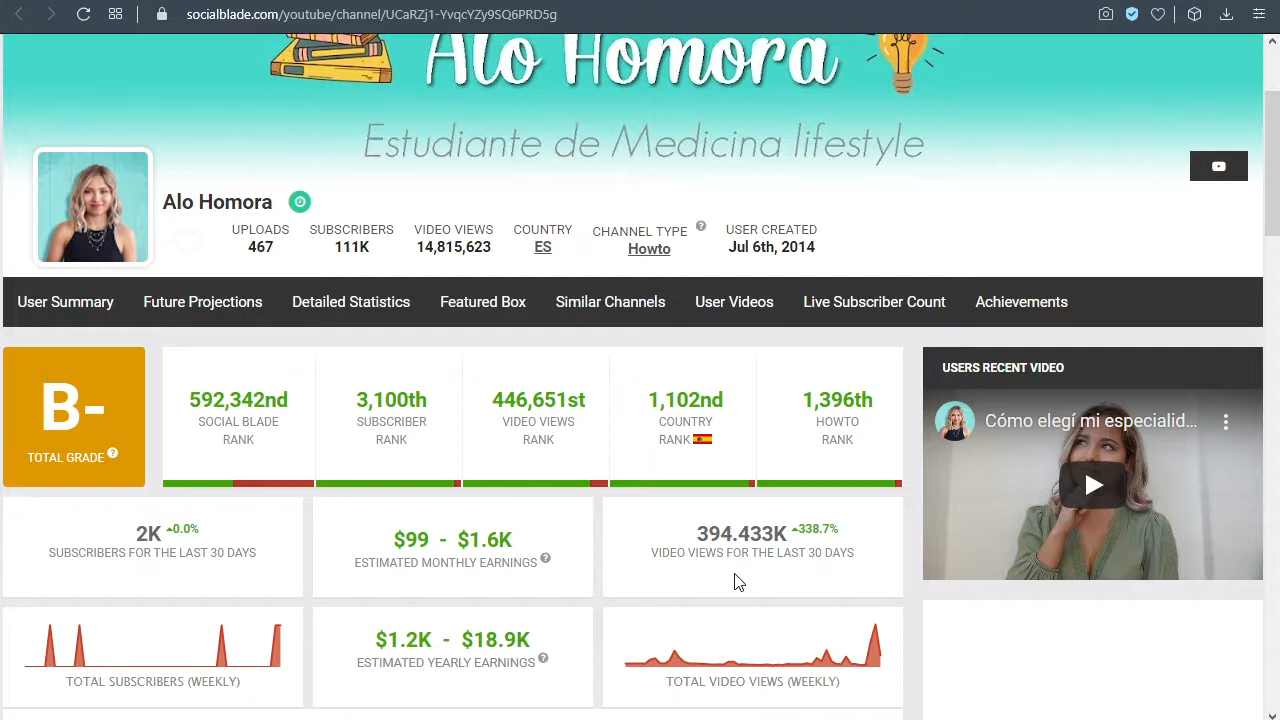 socialblade.com/youtube/channel/UCaRZj1-YvqcYZy9SQ6PRD5g
Alo Homora
Estudiante de Medicina lifestyle
Alo Homora
UPLOADS
467
SUBSCRIBERS
111K
VIDEO VIEWS
14,815,623
COUNTRY
ES
CHANNEL TYPE ?
Howto
USER CREATED
Jul 6th, 2014
User Summary
Future Projections
Detailed Statistics
Featured Box
Similar Channels
User Videos
Live Subscriber Count
Achievements
B-
TOTAL GRADE ?
592,342nd
SOCIAL BLADE
RANK
3,100th
SUBSCRIBER
RANK
446,651st
VIDEO VIEWS
RANK
1,102nd
COUNTRY
RANK
1,396th
HOWTO
RANK
USERS RECENT VIDEO
Cómo elegí mi especialid...
2K 0.0%
SUBSCRIBERS FOR THE LAST 30 DAYS
$99 - $1.6K
ESTIMATED MONTHLY EARNINGS ?
394.433K 338.7%
VIDEO VIEWS FOR THE LAST 30 DAYS
TOTAL SUBSCRIBERS (WEEKLY)
$1.2K - $18.9K
ESTIMATED YEARLY EARNINGS ?
TOTAL VIDEO VIEWS (WEEKLY)